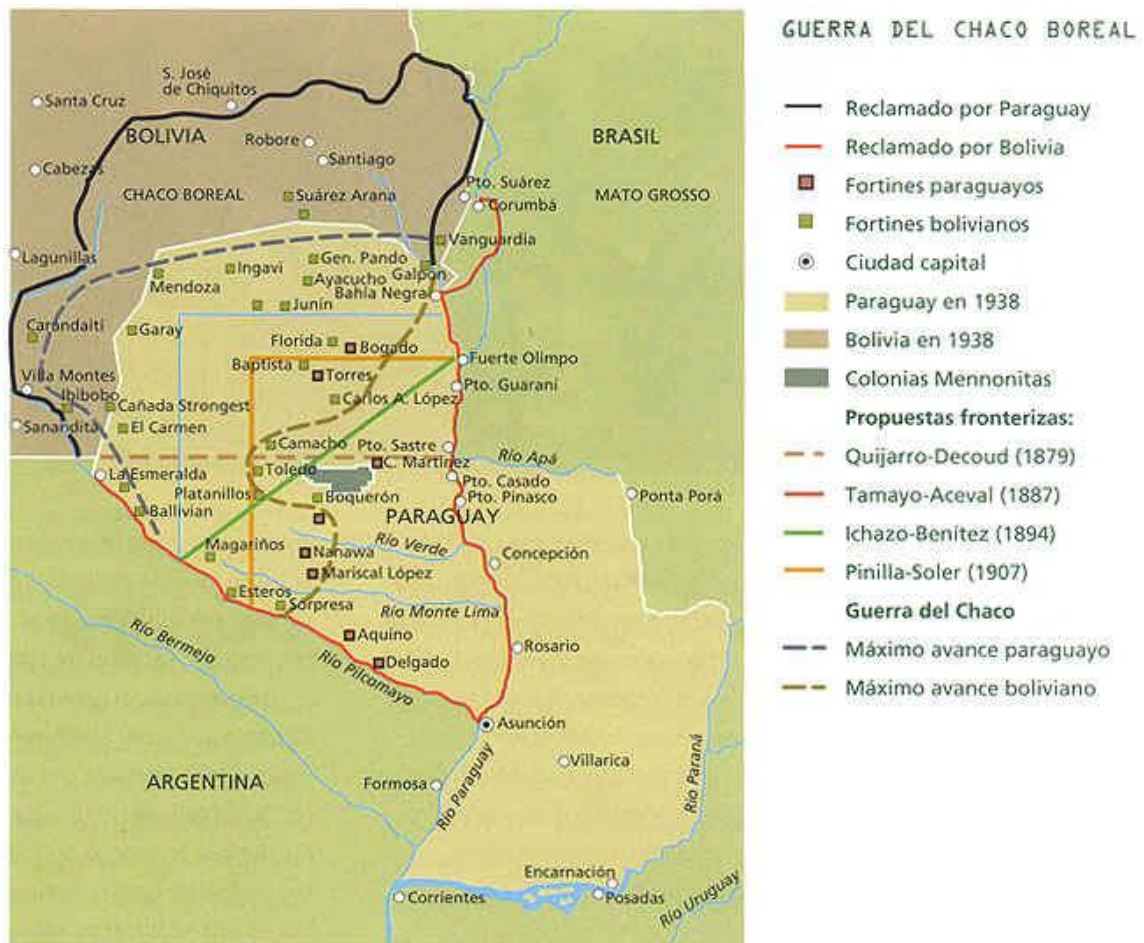 GUERRA DEL CHACO BOREAL
Reclamado por Paraguay
Reclamado por Bolivia
Fortines paraguayos
Fortines bolivianos
Ciudad capital
Paraguay en 1938
Bolivia en 1938
Colonias Mennonitas
Propuestas fronterizas:
Quijarro-Decoud (1879)
Tamayo-Aceval (1887)
Ichazo-Benítez (1894)
Pinilla-Soler (1907)
Guerra del Chaco
Máximo avance paraguayo
Máximo avance boliviano
S. José
de Chiquitos
Santa Cruz
BOLIVIA
Robore
BRASIL
Santiago
Cabezas
CHACO BOREAL
Suárez Arana
Pto. Suárez
MATO GROSSO
Corumbá
Vanguardia
Lagunillas
Gen. Pando
Ingavi
Galpón
Mendoza
Ayacucho
Bahía Negra
Junín
Carandaiti
Garay
Florida
Bogado
Fuerte Olimpo
Baptista
Torres
Pto. Guaraní
Villa Montes
Ibibobo
Carlos A. López
Cañada Strongest
Sanandita
El Carmen
Camacho
Pto. Sastre
Río Apá
C. Martínez
La Esmeralda
Toledo
Pto. Casado
Platanillos
Boquerón
Pto. Pinasco
Ponta Porá
Ballivian
PARAGUAY
Magariños
Río Verde
Nanawa
Concepción
Mariscal López
Esteros
Sorpresa
Río Monte Lima
Río Bermejo
Aquino
Rosario
Delgado
Río Pilcomayo
Asunción
Villarica
ARGENTINA
Formosa
Río Paraguay
Río Paraná
Encarnación
Corrientes
Posadas
Río Uruguay